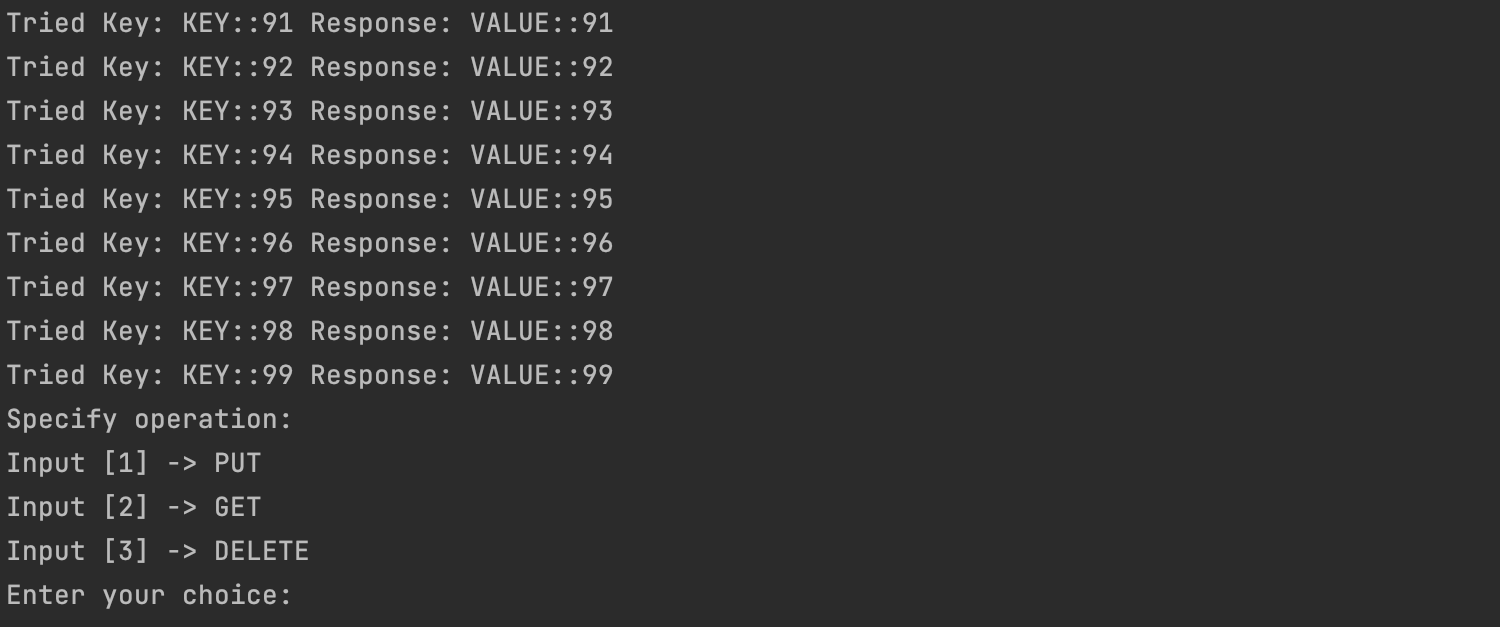 Tried Key: KEY::91 Response: VALUE::91
Tried Key: KEY::92 Response: VALUE::92
Tried Key: KEY::93 Response: VALUE::93
Tried Key: KEY::94 Response: VALUE::94
Tried Key: KEY::95 Response: VALUE::95
Tried Key: KEY::96 Response: VALUE::96
Tried Key: KEY::97 Response: VALUE::97
Tried Key: KEY::98 Response: VALUE::98
Tried Key: KEY::99 Response: VALUE::99
Specify operation:
Input [1] -> PUT
Input [2] -> GET
Input [3] -> DELETE
Enter your choice: